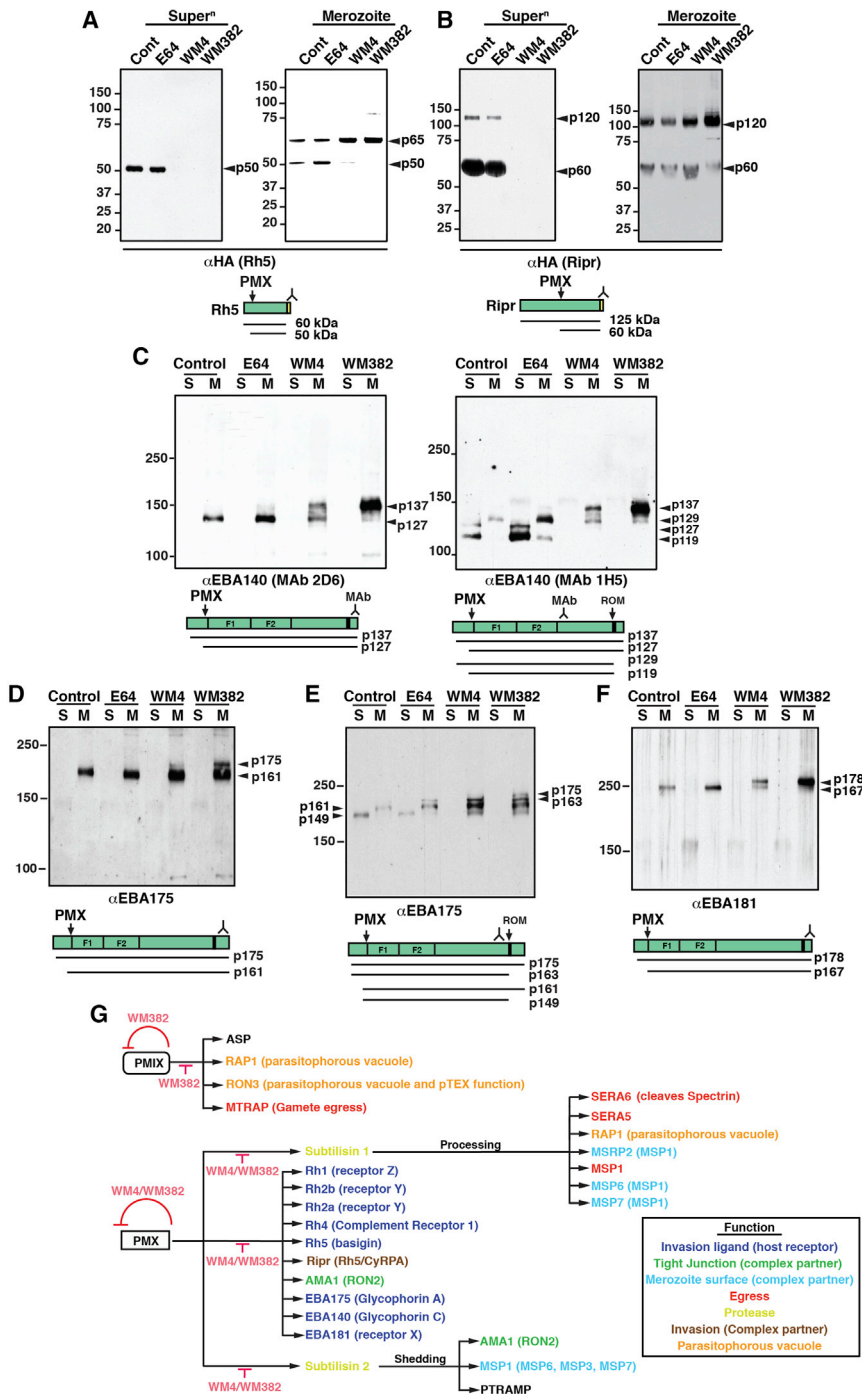 A
Superⁿ
Merozoite
Cont
E64
WM4
WM382
Cont
E64
WM4
WM382
150
100
75
50
37
25
20
p50
150
100
75
50
37
25
20
p65
p50
αHA (Rh5)
PMX
Rh5
60 kDa
50 kDa
B
Superⁿ
Merozoite
Cont
E64
WM4
WM382
Cont
E64
WM4
WM382
150
100
75
50
37
25
p120
p60
150
100
75
50
37
25
p120
p60
αHA (Ripr)
PMX
Ripr
125 kDa
60 kDa
C
Control E64 WM4 WM382
S M S M S M S M
250
150
100
p137
p127
αEBA140 (MAb 2D6)
PMX
MAb
F1 F2
p137
p127
Control E64 WM4 WM382
S M S M S M S M
250
150
100
p137
p129
p127
p119
αEBA140 (MAb 1H5)
PMX
MAb
ROM
F1 F2
p137
p127
p129
p119
D
Control E64 WM4 WM382
S M S M S M S M
250
150
100
p175
p161
αEBA175
PMX
F1 F2
p175
p161
E
Control E64 WM4 WM382
S M S M S M S M
250
150
p161
p149
p175
p163
αEBA175
PMX
ROM
F1 F2
p175
p163
p161
p149
F
Control E64 WM4 WM382
S M S M S M S M
250
150
p178
p167
αEBA181
PMX
F1 F2
p178
p167
G
WM382
PMIX
WM382
ASP
RAP1 (parasitophorous vacuole)
RON3 (parasitophorous vacuole and pTEX function)
MTRAP (Gamete egress)
WM4/WM382
PMX
WM4/WM382
WM4/WM382
WM4/WM382
Subtilisin 1
Rh1 (receptor Z)
Rh2b (receptor Y)
Rh2a (receptor Y)
Rh4 (Complement Receptor 1)
Rh5 (basigin)
Ripr (Rh5/CyRPA)
AMA1 (RON2)
EBA175 (Glycophorin A)
EBA140 (Glycophorin C)
EBA181 (receptor X)
Subtilisin 2
Processing
SERA6 (cleaves Spectrin)
SERA5
RAP1 (parasitophorous vacuole)
MSRP2 (MSP1)
MSP1
MSP6 (MSP1)
MSP7 (MSP1)
Shedding
AMA1 (RON2)
MSP1 (MSP6, MSP3, MSP7)
PTRAMP
Function
Invasion ligand (host receptor)
Tight Junction (complex partner)
Merozoite surface (complex partner)
Egress
Protease
Invasion (Complex partner)
Parasitophorous vacuole